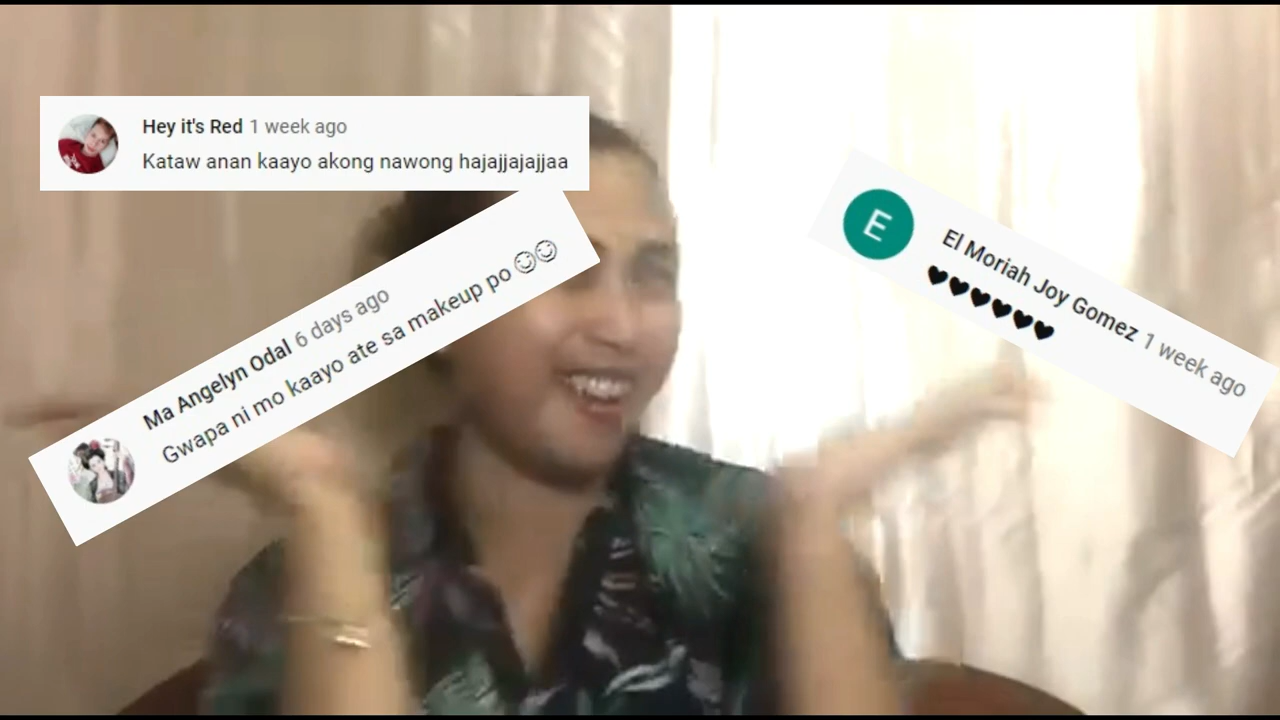 Hey it's Red 1 week ago
Kataw anan kaayo akong nawong hajajjajajjaa
Ma Angelyn Odal 6 days ago
Gwapa ni mo kaayo ate sa makeup po ☺☺
E
El Moriah Joy Gomez 1 week ago
♥♥♥♥♥♥